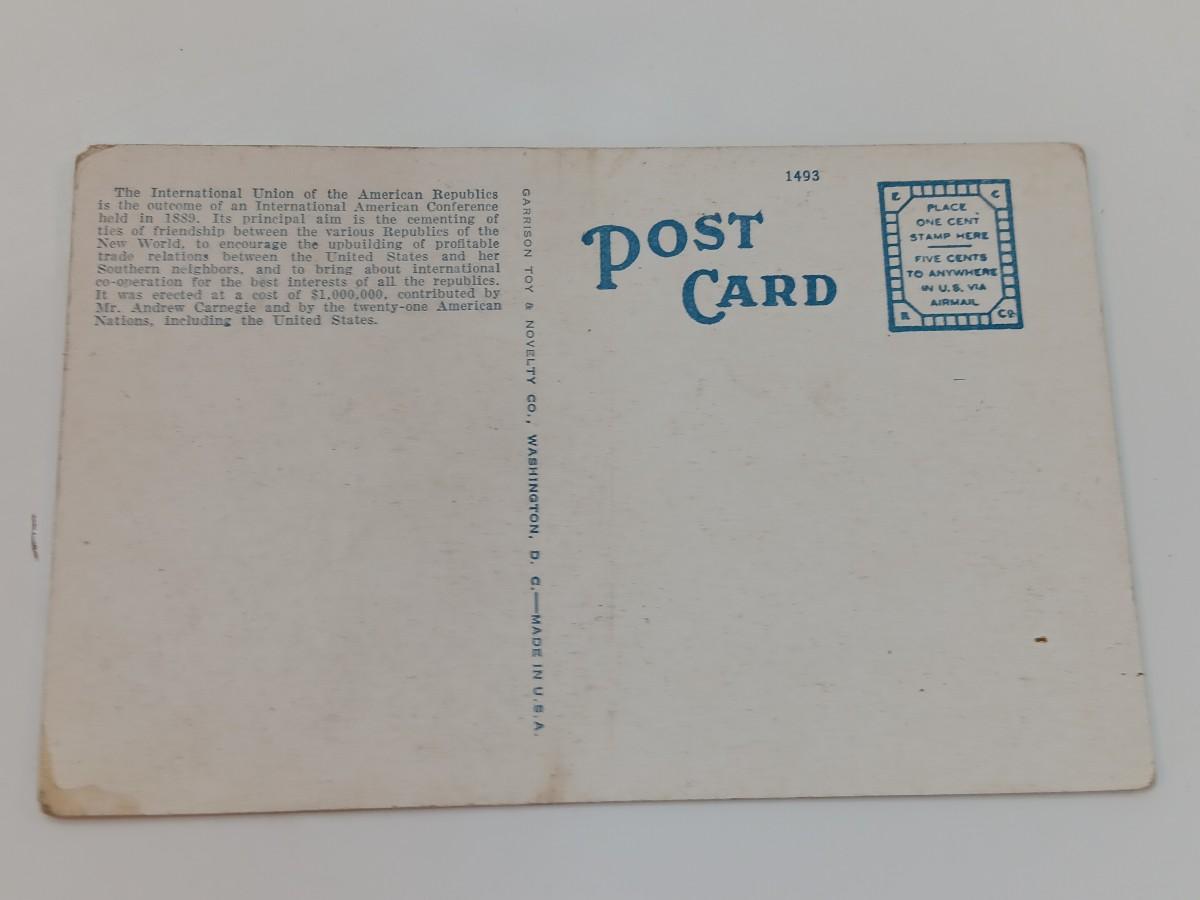 The International Union of the American Republics
is the outcome of an International American Conference
held in 1889. Its principal aim is the cementing of
ties of friendship between the various Republics of the
New World, to encourage the upbuilding of profitable
trade relations between the United States and her
Southern neighbors, and to bring about international
co-operation for the best interests of all the republics.
It was erected at a cost of $1,000,000, contributed by
Mr. Andrew Carnegie and by the twenty-one American
Nations, including the United States.
GARRISON TOY & NOVELTY CO., WASHINGTON, D. C.—MADE IN U.S.A.
1493
POST
CARD
E C
PLACE
ONE CENT
STAMP HERE
FIVE CENTS
TO ANYWHERE
IN U.S. VIA
AIRMAIL
R Co.